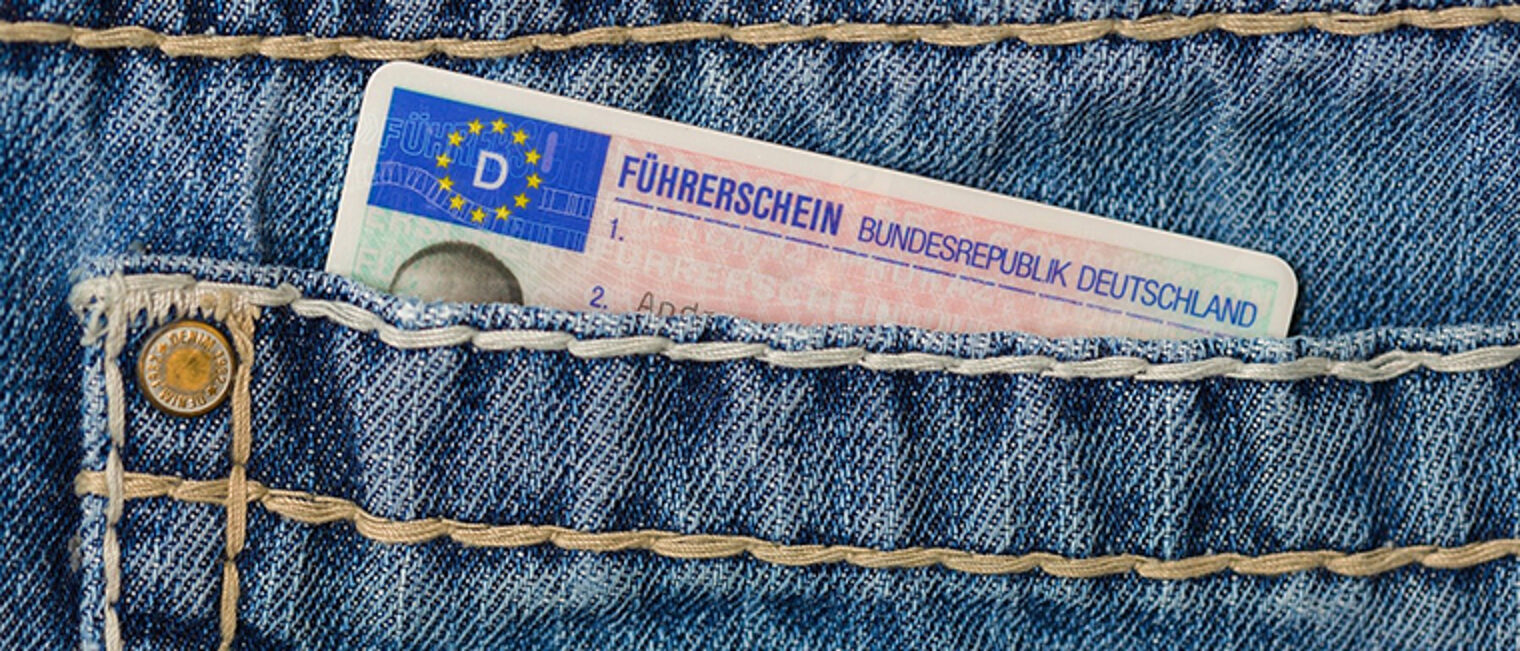 D
FÜHRERSCHEIN BUNDESREPUBLIK DEUTSCHLAND
1.
2.